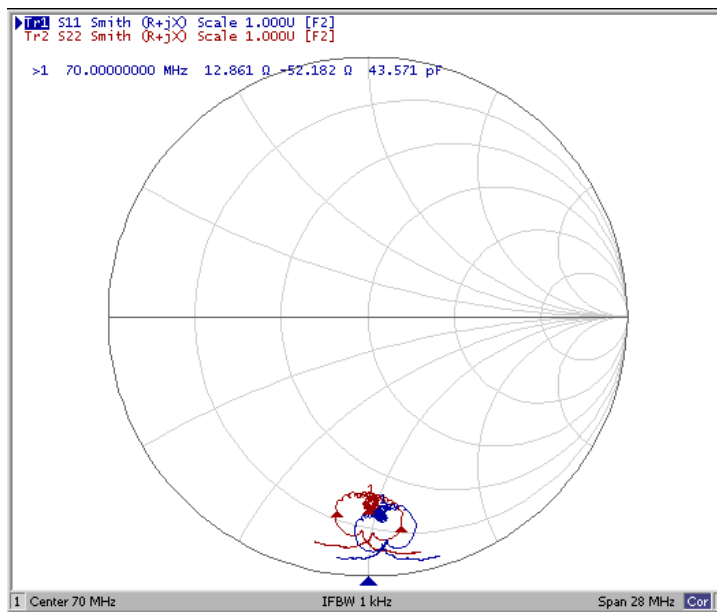 Tr1 S11 Smith (R+jX) Scale 1.000U [F2]
Tr2 S22 Smith (R+jX) Scale 1.000U [F2]
>1 70.00000000 MHz 12.861 Ω -52.182 Ω 43.571 pF
1 Center 70 MHz IFBW 1 kHz Span 28 MHz Cor